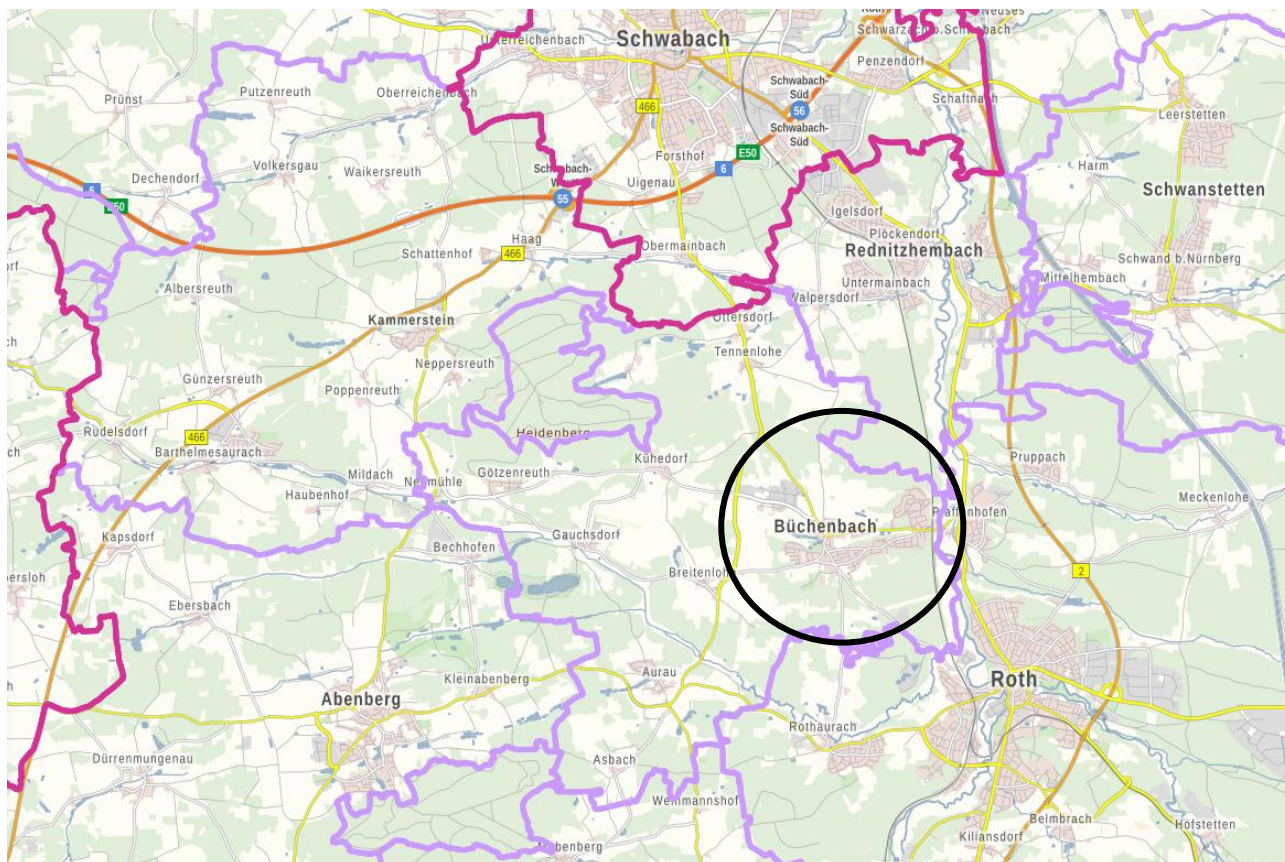 Neuses
Schwabach
Unterreichenbach
Schwarzach b. Schwabach
Penzendorf
Prünst
Putzenreuth
Oberreichenbach
466
Schwabach-
Süd
56
Schwabach-
Süd
Schaftnach
Leerstetten
Forsthof
E50
6
Volkersgau
Waikersreuth
Harm
Dechendorf
6
Uigenau
55
Schwanstetten
Igelsdorf
Plöckendorf
Rednitzhembach
Haag
466
Schattenhof
Obermainbach
Schwand b.Nürnberg
Mittelhembach
Untermainbach
Albersreuth
Walpersdorf
Kammerstein
Ottersdorf
Tennenlohe
Neppersreuth
Günzersreuth
Poppenreuth
Rudelsdorf
466
Barthelmesaurach
Heidenberg
Kühedorf
Götzenreuth
Mildach
Pruppach
Haubenhof
Meckenlohe
Pfaffenhofen
Büchenbach
Kapsdorf
Gauchsdorf
Bechhofen
Breitenlohe
2
Ebersbach
Aurau
Kleinabenberg
Roth
Abenberg
Rothaurach
Dürrenmungenau
Asbach
Belmbrach
Hofstetten
Kiliansdorf